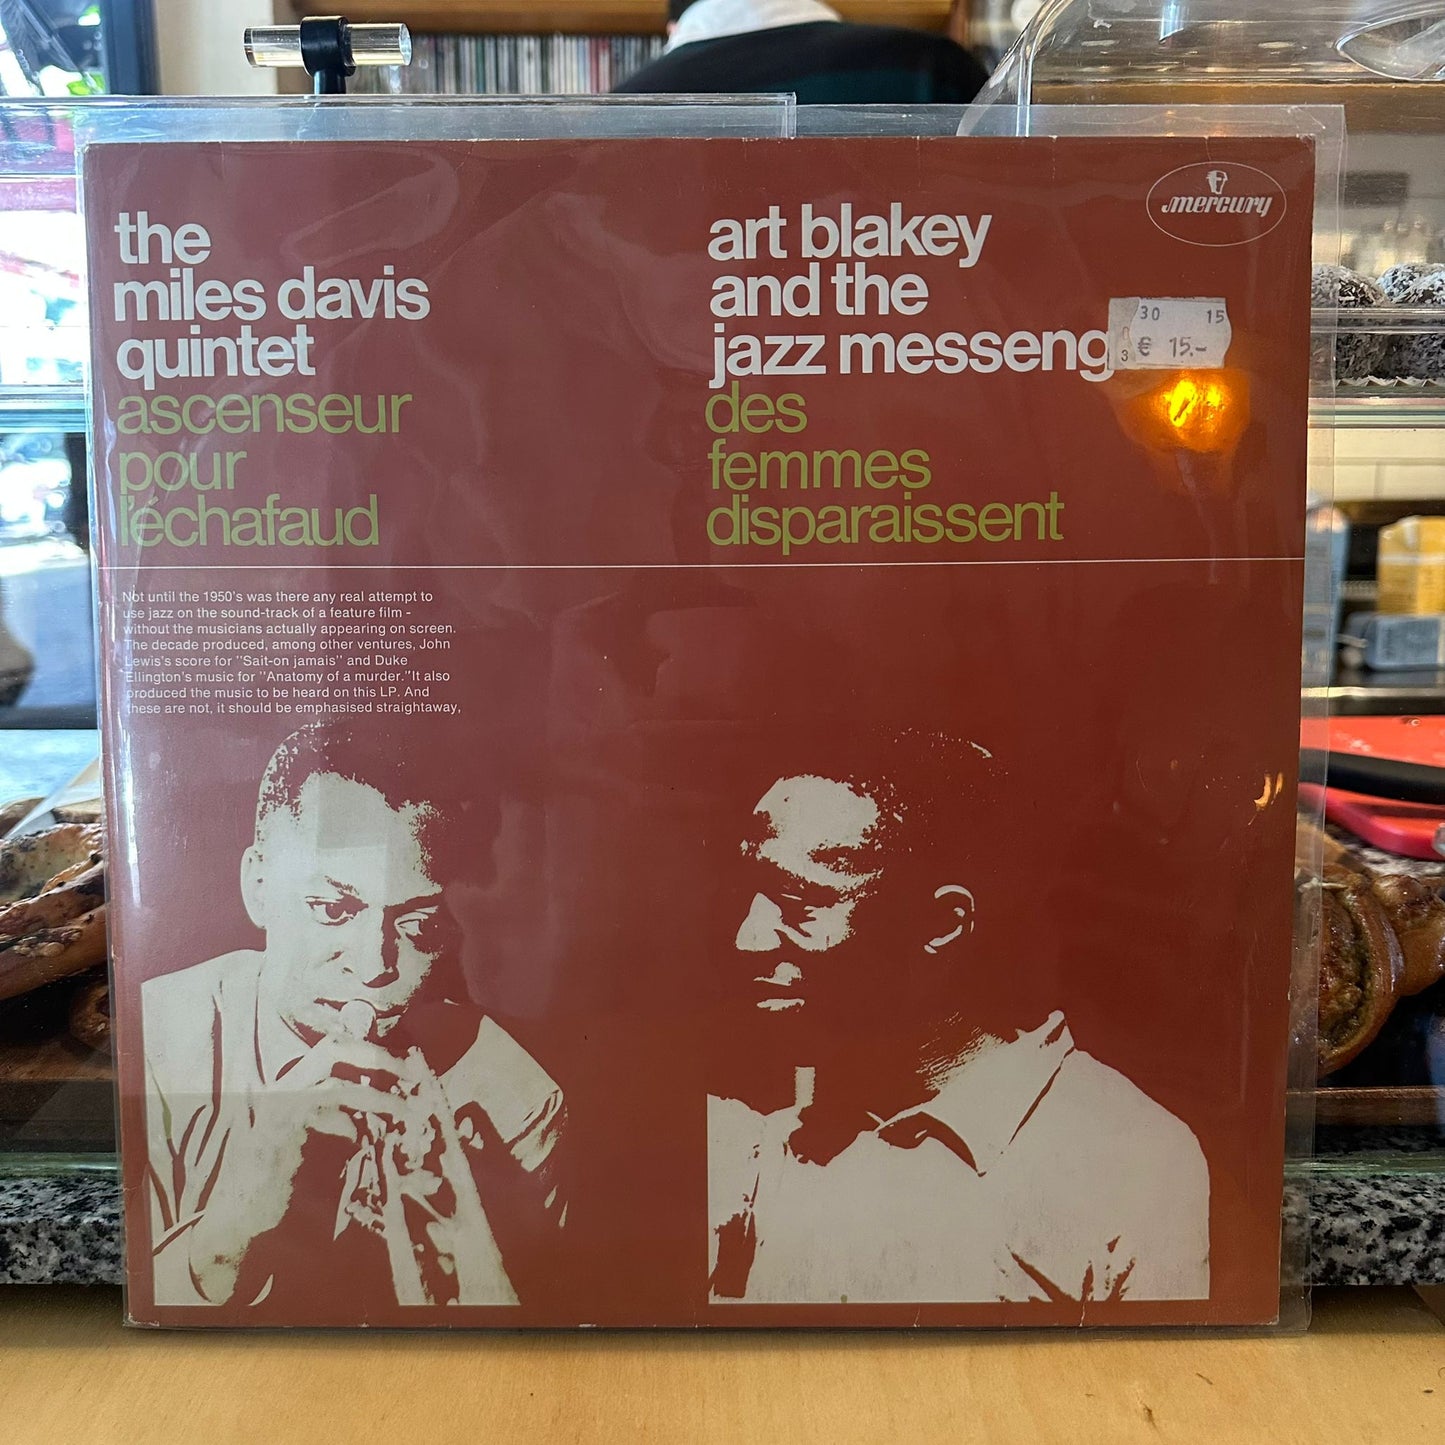 the
miles davis
quintet
ascenseur
pour
l'échafaud
art blakey
and the
jazz messeng
des
femmes
disparaissent
mercury
30 15
3 € 15.-
Not until the 1950's was there any real attempt to
use jazz on the sound-track of a feature film -
without the musicians actually appearing on screen.
The decade produced, among other ventures, John
Lewis's score for "Sait-on jamais" and Duke
Ellington's music for "Anatomy of a murder."It also
produced the music to be heard on this LP. And
these are not, it should be emphasised straightaway,